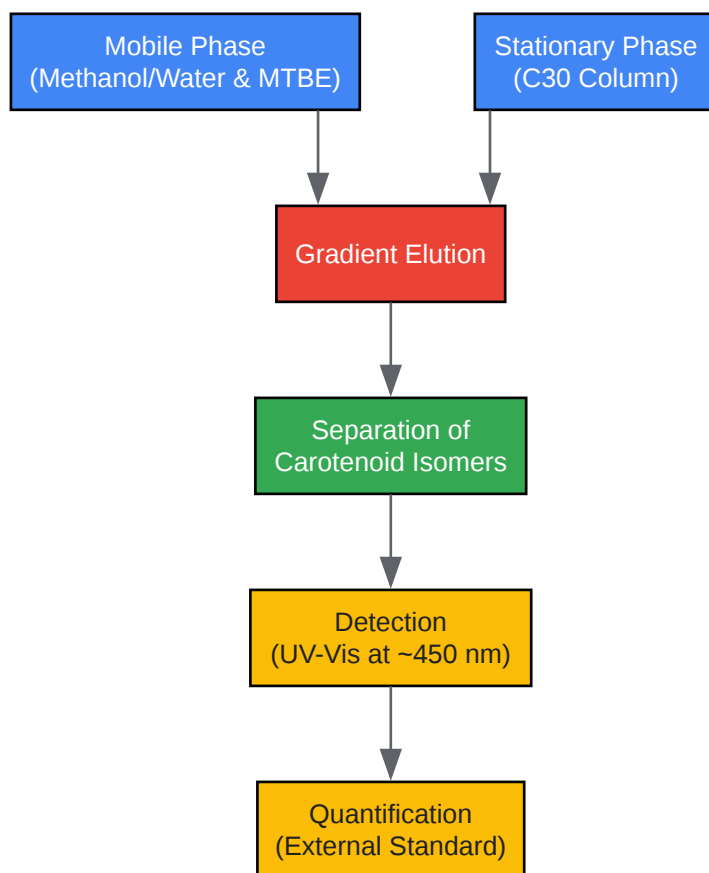 Mobile Phase
(Methanol/Water & MTBE)
Stationary Phase
(C30 Column)
Gradient Elution
Separation of
Carotenoid Isomers
Detection
(UV-Vis at ~450 nm)
Quantification
(External Standard)